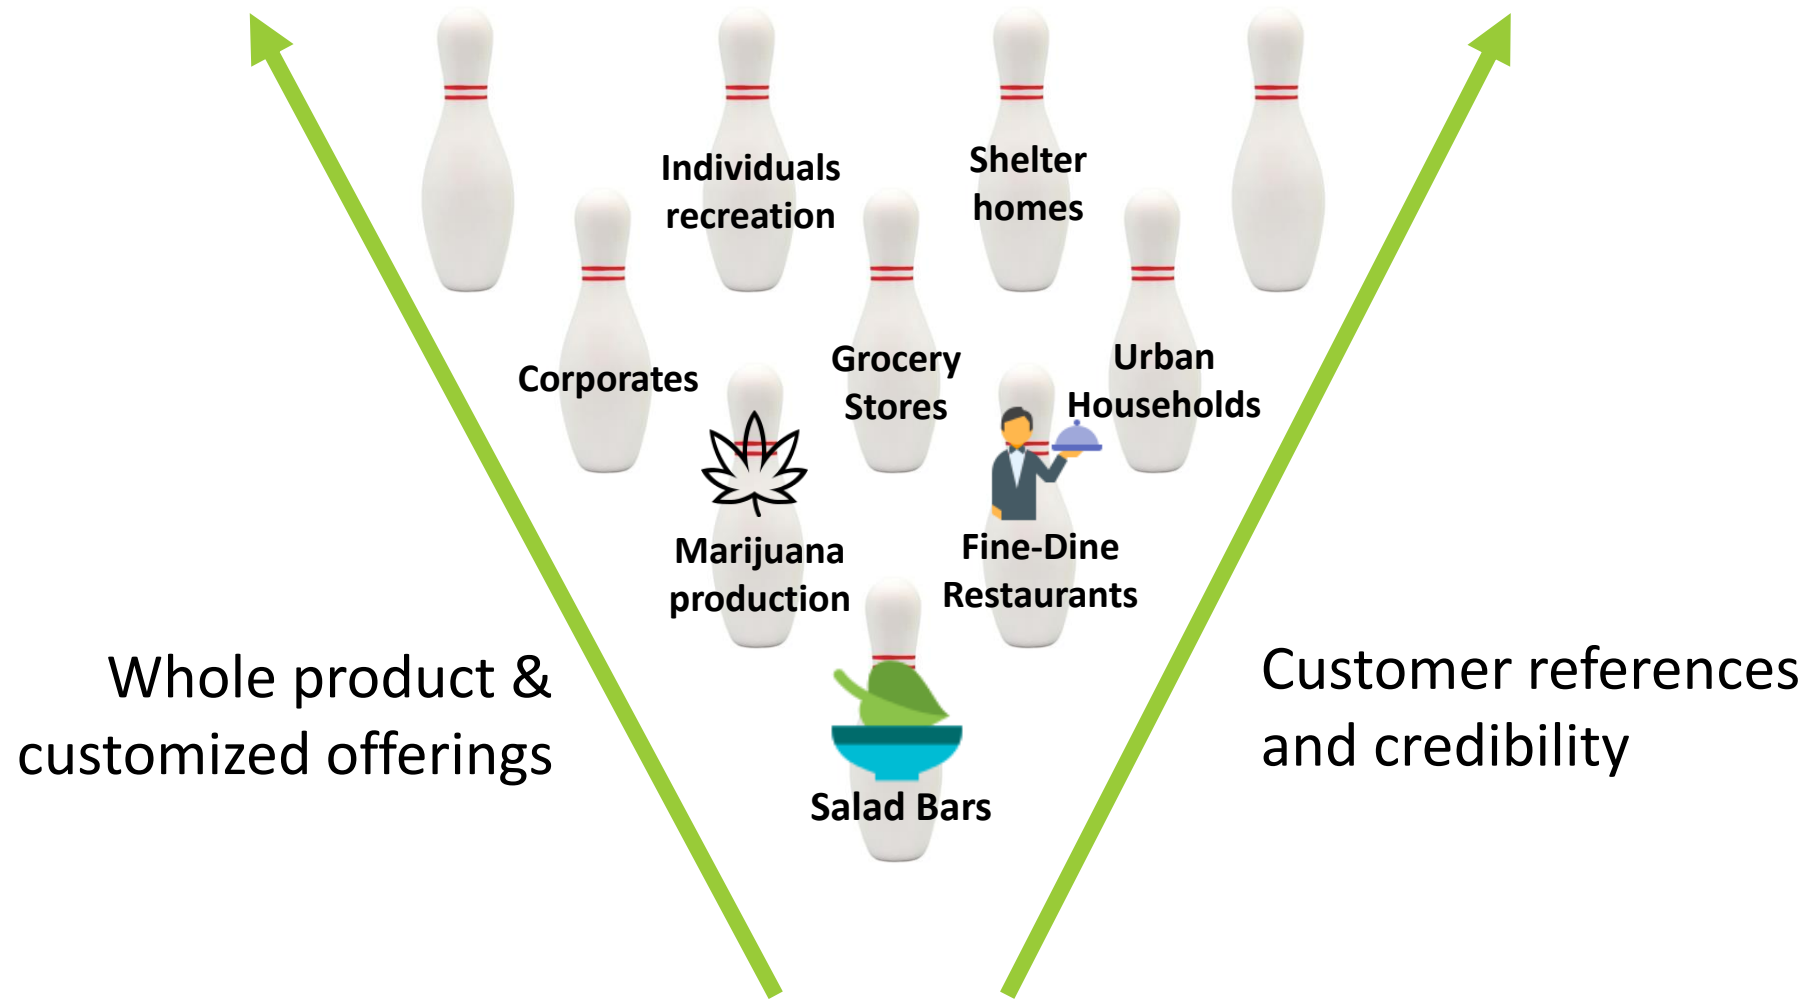 Individuals
recreation
Shelter
homes
Corporates
Grocery
Stores
Urban
Households
Marijuana
production
Fine-Dine
Restaurants
Whole product &
customized offerings
Customer references
and credibility
Salad Bars